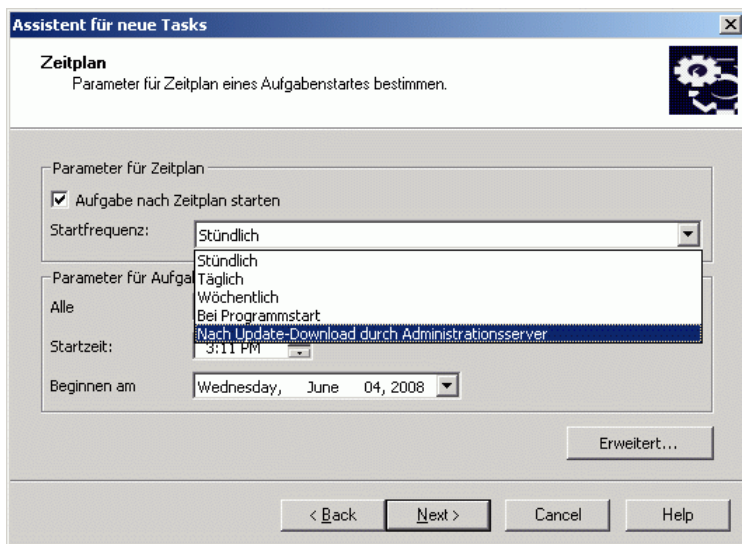 Assistent für neue Tasks
Zeitplan
Parameter für Zeitplan eines Aufgabenstartes bestimmen.
Parameter für Zeitplan
Aufgabe nach Zeitplan starten
Startfrequenz:
Stündlich
Stündlich
Täglich
Wöchentlich
Bei Programmstart
Nach Update-Download durch Administrationsserver
Parameter für
Alle
Startzeit:
3:11 PM
Beginnen am
Wednesday, June 04, 2008
Erweitert...
< Back
Next >
Cancel
Help